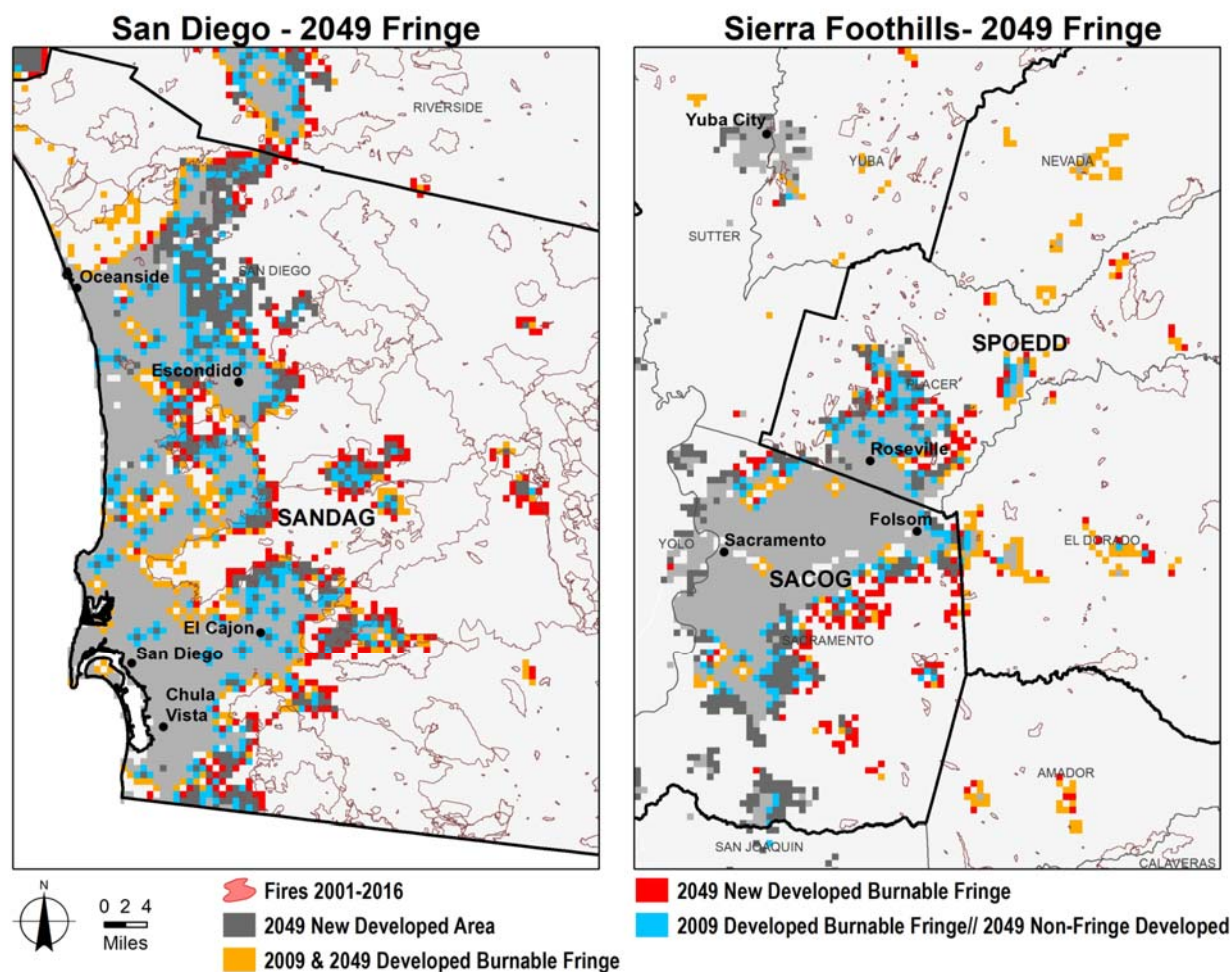 San Diego - 2049 Fringe
RIVERSIDE
Oceanside
SAN DIEGO
Escondido
SANDAG
El Cajon
San Diego
Chula
Vista
Sierra Foothills- 2049 Fringe
Yuba City
YUBA
NEVADA
SUTTER
SPOEDD
PLACER
Roseville
Folsom
YOLO
Sacramento
EL DORADO
SACOG
SACRAMENTO
AMADOR
SAN JOAQUIN
CALAVERAS
N
0 2 4
Miles
Fires 2001-2016
2049 New Developed Area
2009 & 2049 Developed Burnable Fringe
2049 New Developed Burnable Fringe
2009 Developed Burnable Fringe// 2049 Non-Fringe Developed